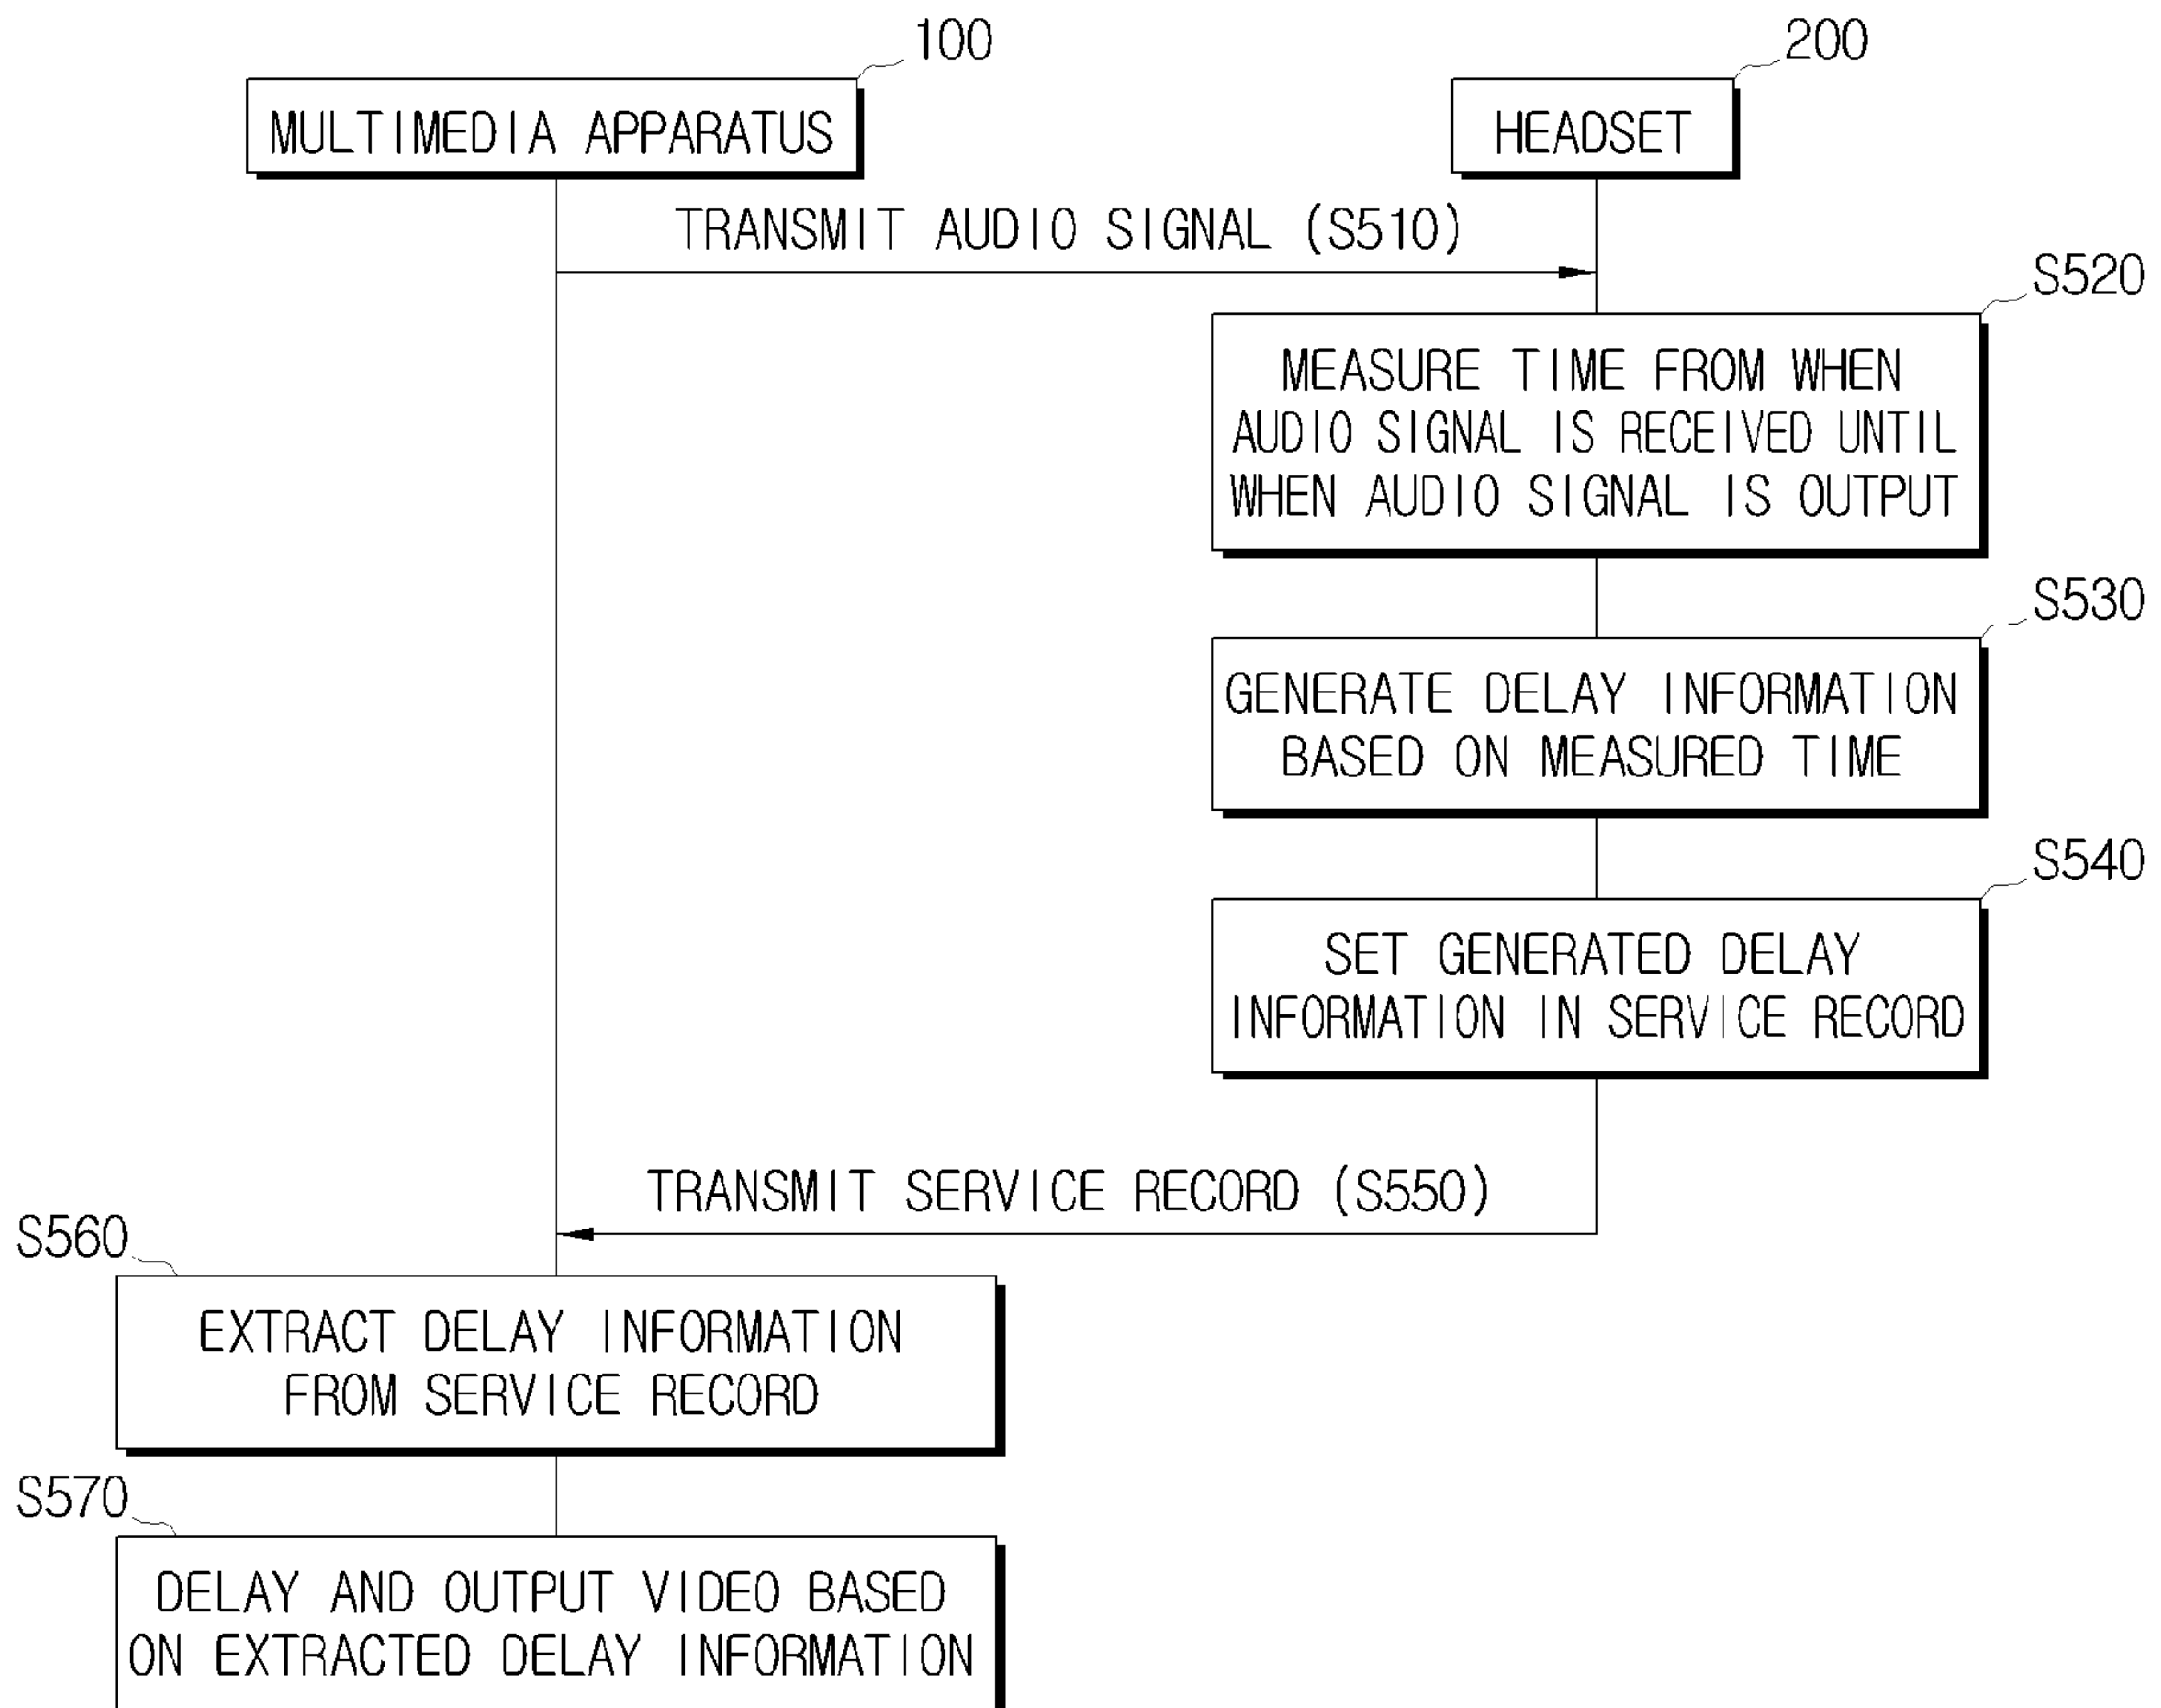 100
200
MULTIMEDIA APPARATUS
HEADSET
TRANSMIT AUDIO SIGNAL (S510)
S520
MEASURE TIME FROM WHEN
AUDIO SIGNAL IS RECEIVED UNTIL
WHEN AUDIO SIGNAL IS OUTPUT
S530
GENERATE DELAY INFORMATION
BASED ON MEASURED TIME
S540
SET GENERATED DELAY
INFORMATION IN SERVICE RECORD
TRANSMIT SERVICE RECORD (S550)
S560
EXTRACT DELAY INFORMATION
FROM SERVICE RECORD
S570
DELAY AND OUTPUT VIDEO BASED
ON EXTRACTED DELAY INFORMATION